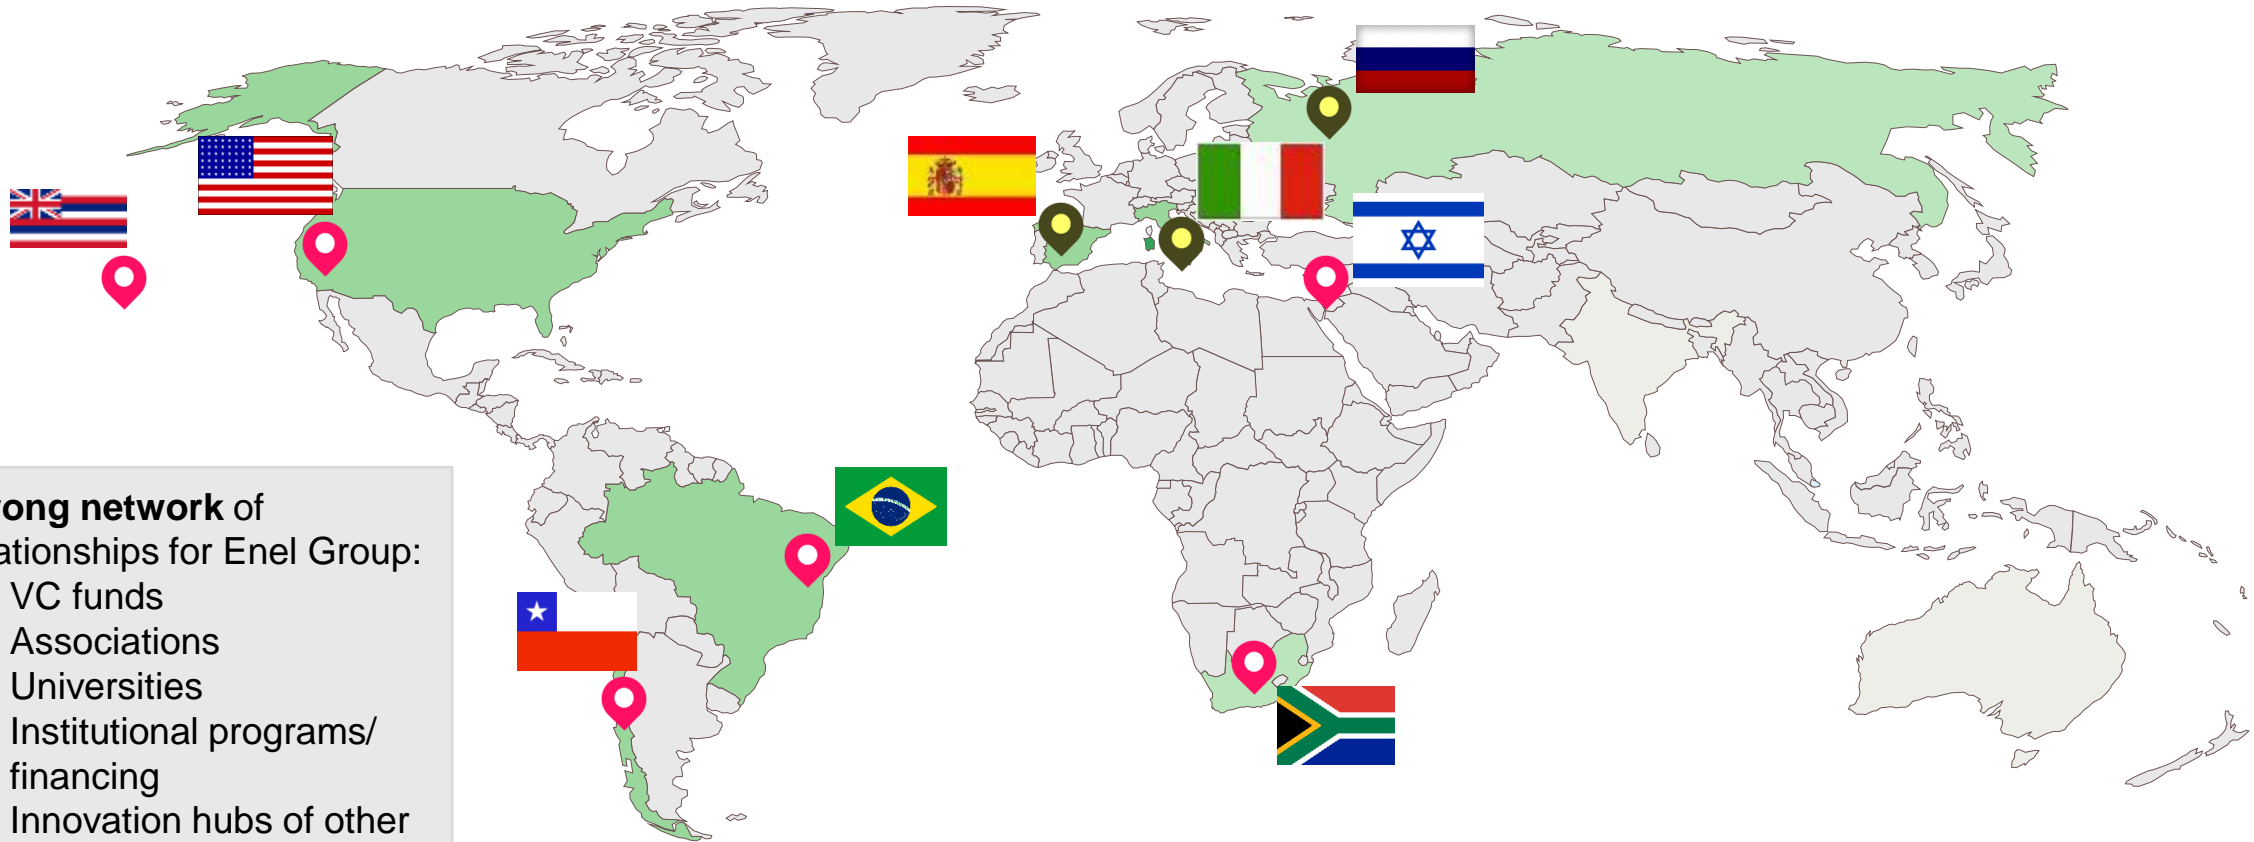 rong network of
ationships for Enel Group:
VC funds
Associations
Universities
Institutional programs/
financing
Innovation hubs of other